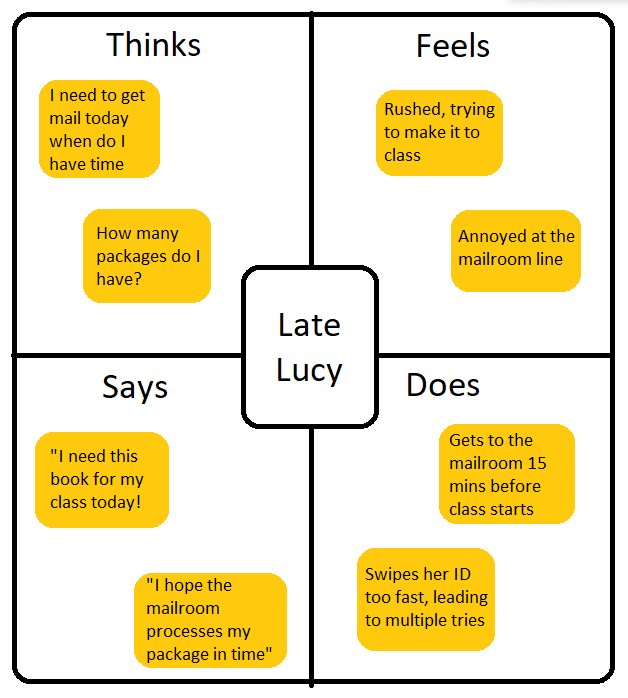 Thinks
I need to get
mail today
when do I
have time
How many
packages do I
have?
Feels
Rushed, trying
to make it to
class
Annoyed at the
mailroom line
Late
Lucy
Says
"I need this
book for my
class today!
"I hope the
mailroom
processes my
package in time"
Does
Gets to the
mailroom 15
mins before
class starts
Swipes her ID
too fast, leading
to multiple tries